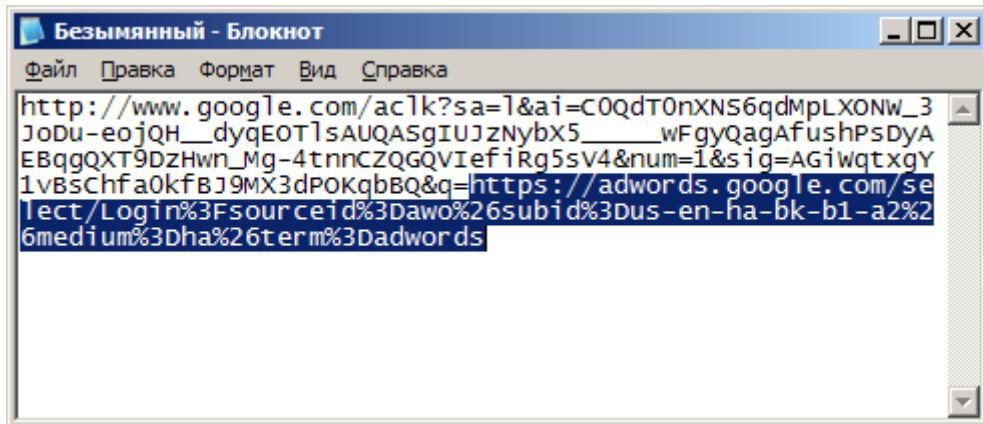 Безымянный - Блокнот
Файл Правка Формат Вид Справка
http://www.google.com/aclk?sa=l&ai=C0QdT0nXNS6qdMpLXONW_3
JoDu-eojQH__dyqEOTlsAUQASgIUJzNybX5_____wFgyQagAfushPsDyA
EBqgQXT9DzHwn_Mg-4tnnCZQGQVIefiRg5sV4&num=1&sig=AGiWqtxgY
1vBsChfa0kfBJ9MX3dPOKqbBQ&q=https://adwords.google.com/se
lect/Login%3Fsourceid%3Dawo%26subid%3Dus-en-ha-bk-b1-a2%2
6medium%3Dha%26term%3Dadwords